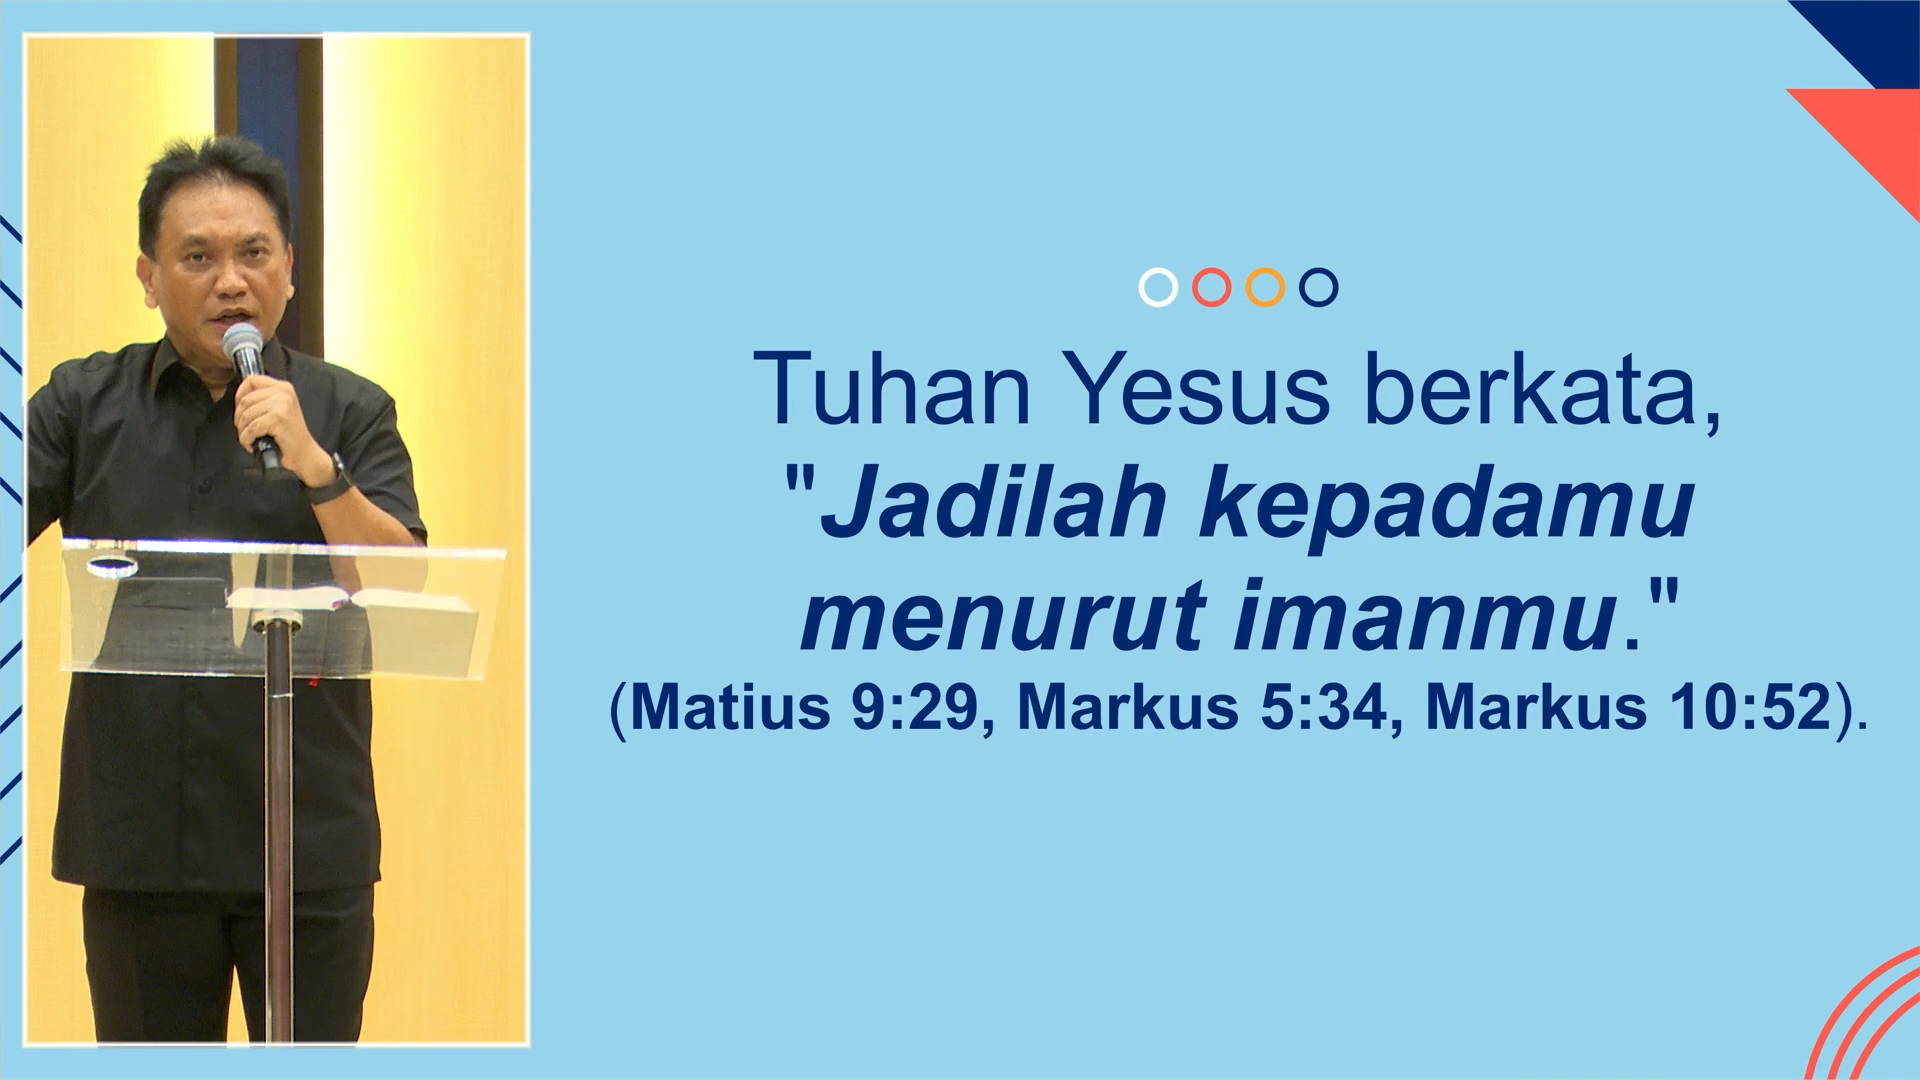 Tuhan Yesus berkata,
"Jadilah kepadamu
menurut imanmu."
(Matius 9:29, Markus 5:34, Markus 10:52).